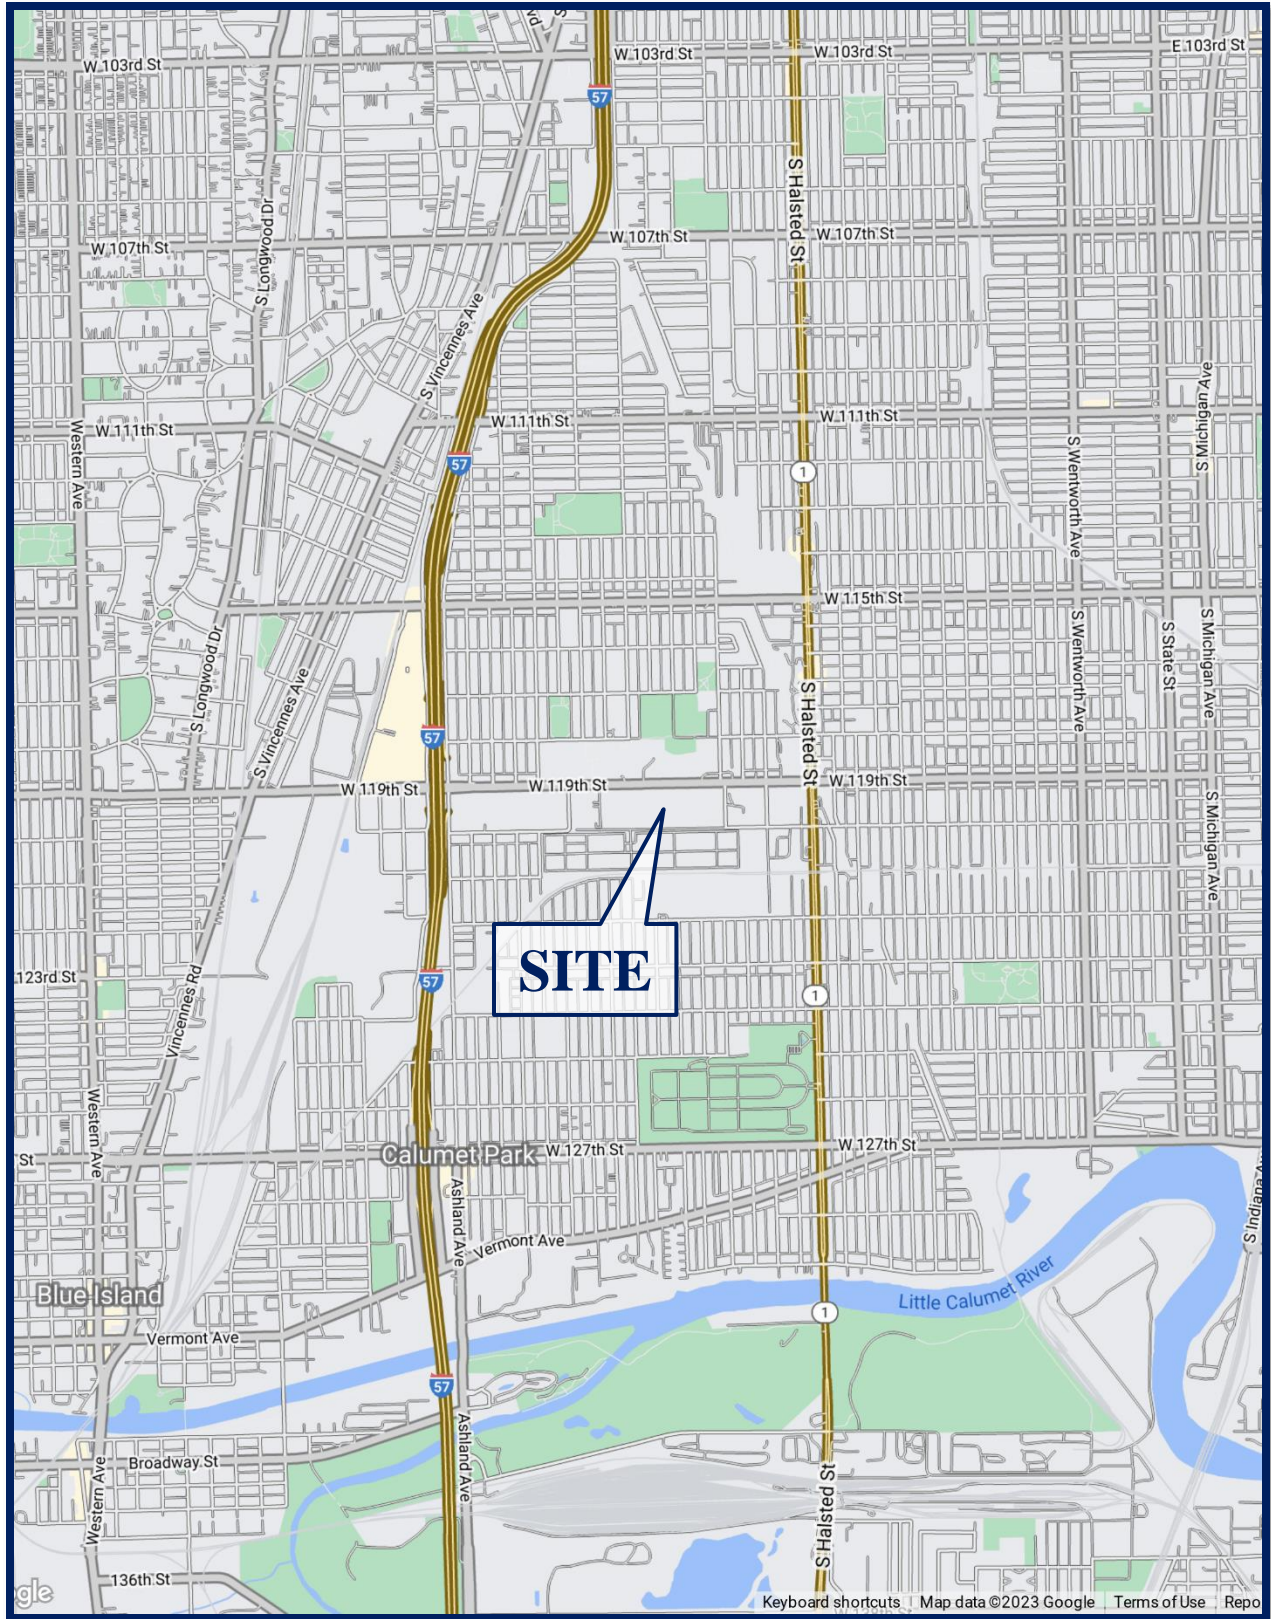 W 103rd St
W 103rd St
W 103rd St
E 103rd St
57
S Halsted St
S Longwood Dr
W 107th St
W 107th St
W 107th St
S Vincennes Ave
S Michigan Ave
W 111th St
W 111th St
W 111th St
Western Ave
57
1
S Wentworth Ave
W 115th St
S Longwood Dr
S Vincennes Ave
S Wentworth Ave
S State St
S Michigan Ave
S Halsted St
57
W 119th St
W 119th St
W 119th St
S Michigan Ave
SITE
123rd St
57
1
Vincennes Rd
Western Ave
St
Calumet Park
W 127th St
W 127th St
Ashland Ave
Vermont Ave
S Indiana
Blue Island
Little Calumet River
1
Vermont Ave
57
Ashland Ave
Broadway St
Western Ave
S Halsted St
136th St
gle
Keyboard shortcuts
Map data ©2023 Google
Terms of Use
Repo